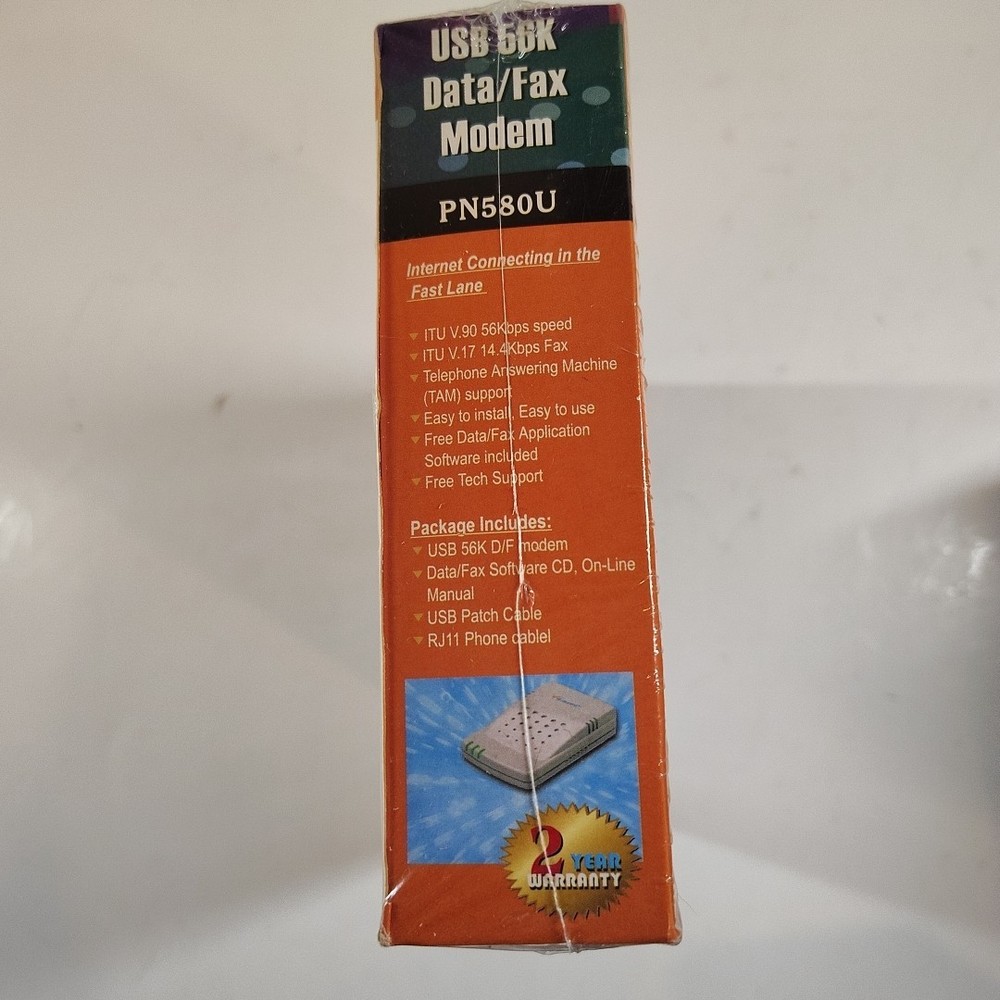 USB 56K
Data/Fax
Modem
PN580U
Internet Connecting in the
Fast Lane
ITU V.90 56Kbps speed
ITU V.17 14.4Kbps Fax
Telephone Answering Machine
(TAM) support
Easy to install, Easy to use
Free Data/Fax Application
Software included
Free Tech Support
Package Includes:
USB 56K D/F modem
Data/Fax Software CD, On-Line
Manual
USB Patch Cable
RJ11 Phone cablel
2 YEAR
WARRANTY